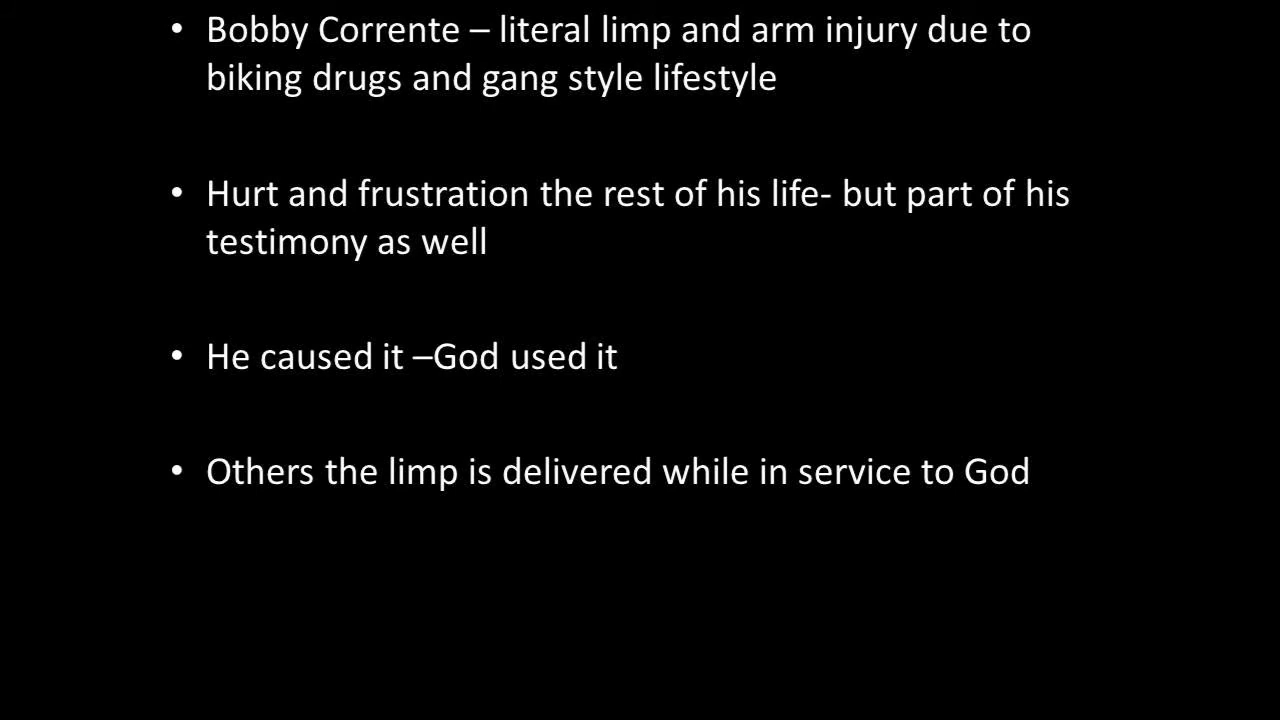 • Bobby Corrente – literal limp and arm injury due to
biking drugs and gang style lifestyle
• Hurt and frustration the rest of his life- but part of his
testimony as well
• He caused it –God used it
• Others the limp is delivered while in service to God